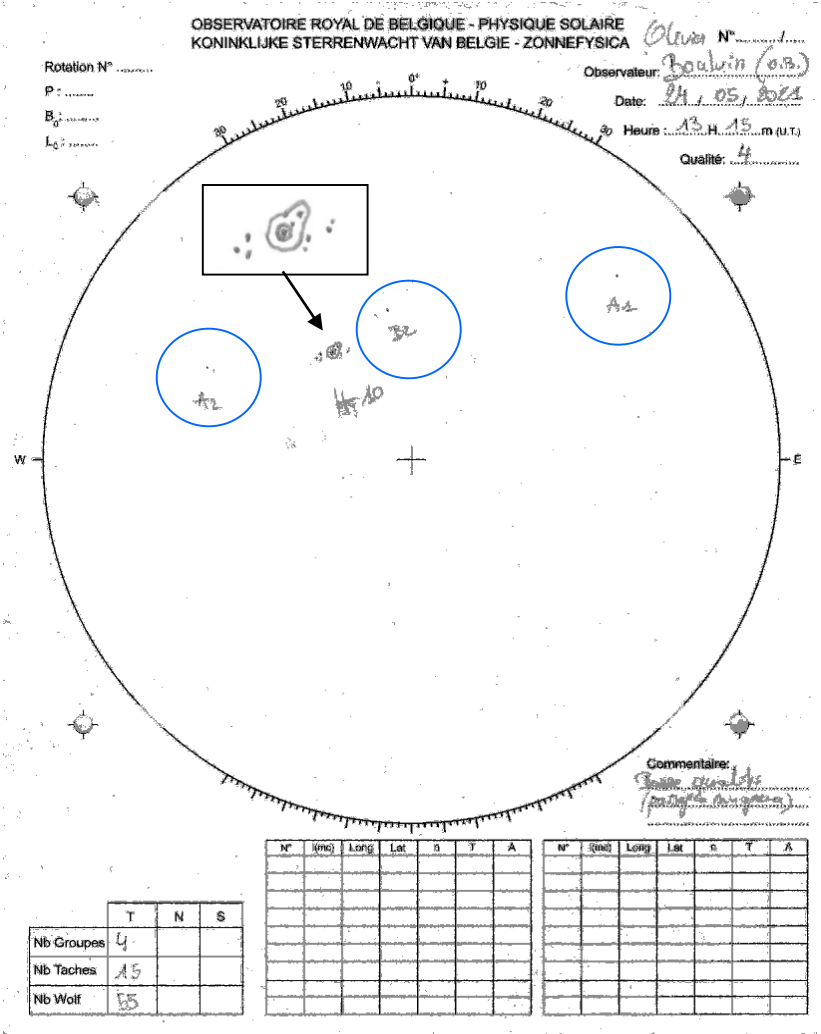 OBSERVATOIRE ROYAL DE BELGIQUE - PHYSIQUE SOLAIRE
KONINKLIJKE STERRENWACHT VAN BELGIE - ZONNEFYSICA
Olivier N° ........./....
Rotation N° .........
Observateur: Boulvin (O.B.)
P : .......
Date: 24, 05, 2021
B₀: .......
Heure : 13 H 15 m (U.T.)
L₀ : .......
Qualité: 4
30 20 10 0° 10 20 30
A1
B2
A2
10
W E
Commentaire:
N° l(mc) Long Lat n T A
N° l(mc) Long Lat n T A
T N S
Nb Groupes 4
Nb Taches 15
Nb Wolf 55